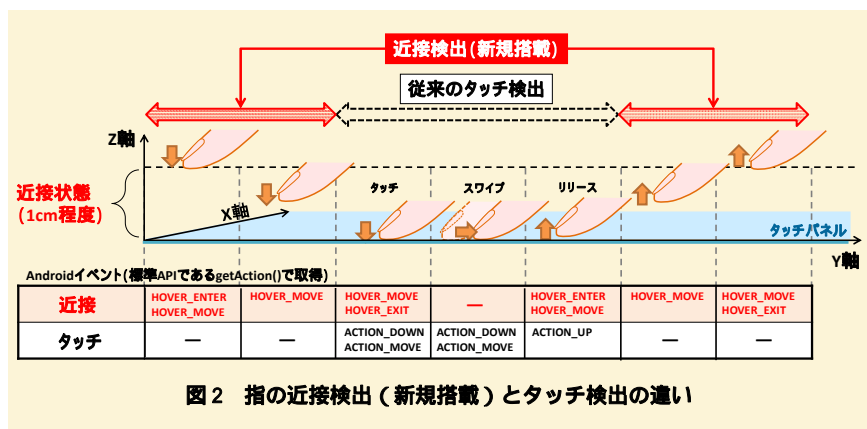 近接検出(新規搭載)
従来のタッチ検出
Z軸
近接状態
(1cm程度)
X軸
タッチ
スワイプ
リリース
タッチパネル
Y軸
Androidイベント(標準APIであるgetAction()で取得)
近接
HOVER_ENTER
HOVER_MOVE
HOVER_MOVE
HOVER_MOVE
HOVER_EXIT
—
HOVER_ENTER
HOVER_MOVE
HOVER_MOVE
HOVER_MOVE
HOVER_EXIT
タッチ
—
—
ACTION_DOWN
ACTION_MOVE
ACTION_DOWN
ACTION_MOVE
ACTION_UP
—
—
図2 指の近接検出(新規搭載)とタッチ検出の違い